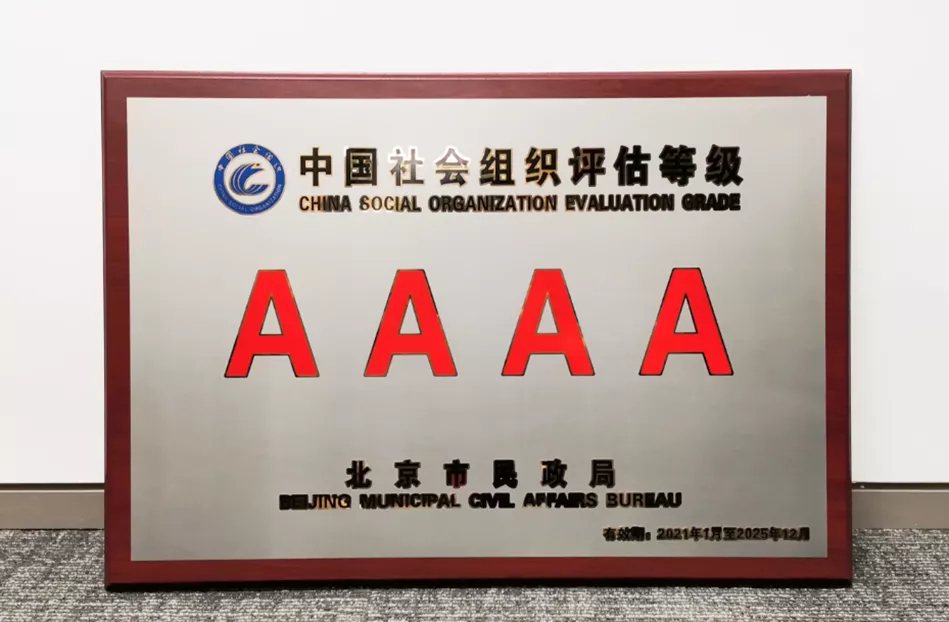 中国社会组织评估等级
CHINA SOCIAL ORGANIZATION EVALUATION GRADE
AAAA
北京市民政局
BEIJING MUNICIPAL CIVIL AFFAIRS BUREAU
有效期：2021年1月至2025年12月